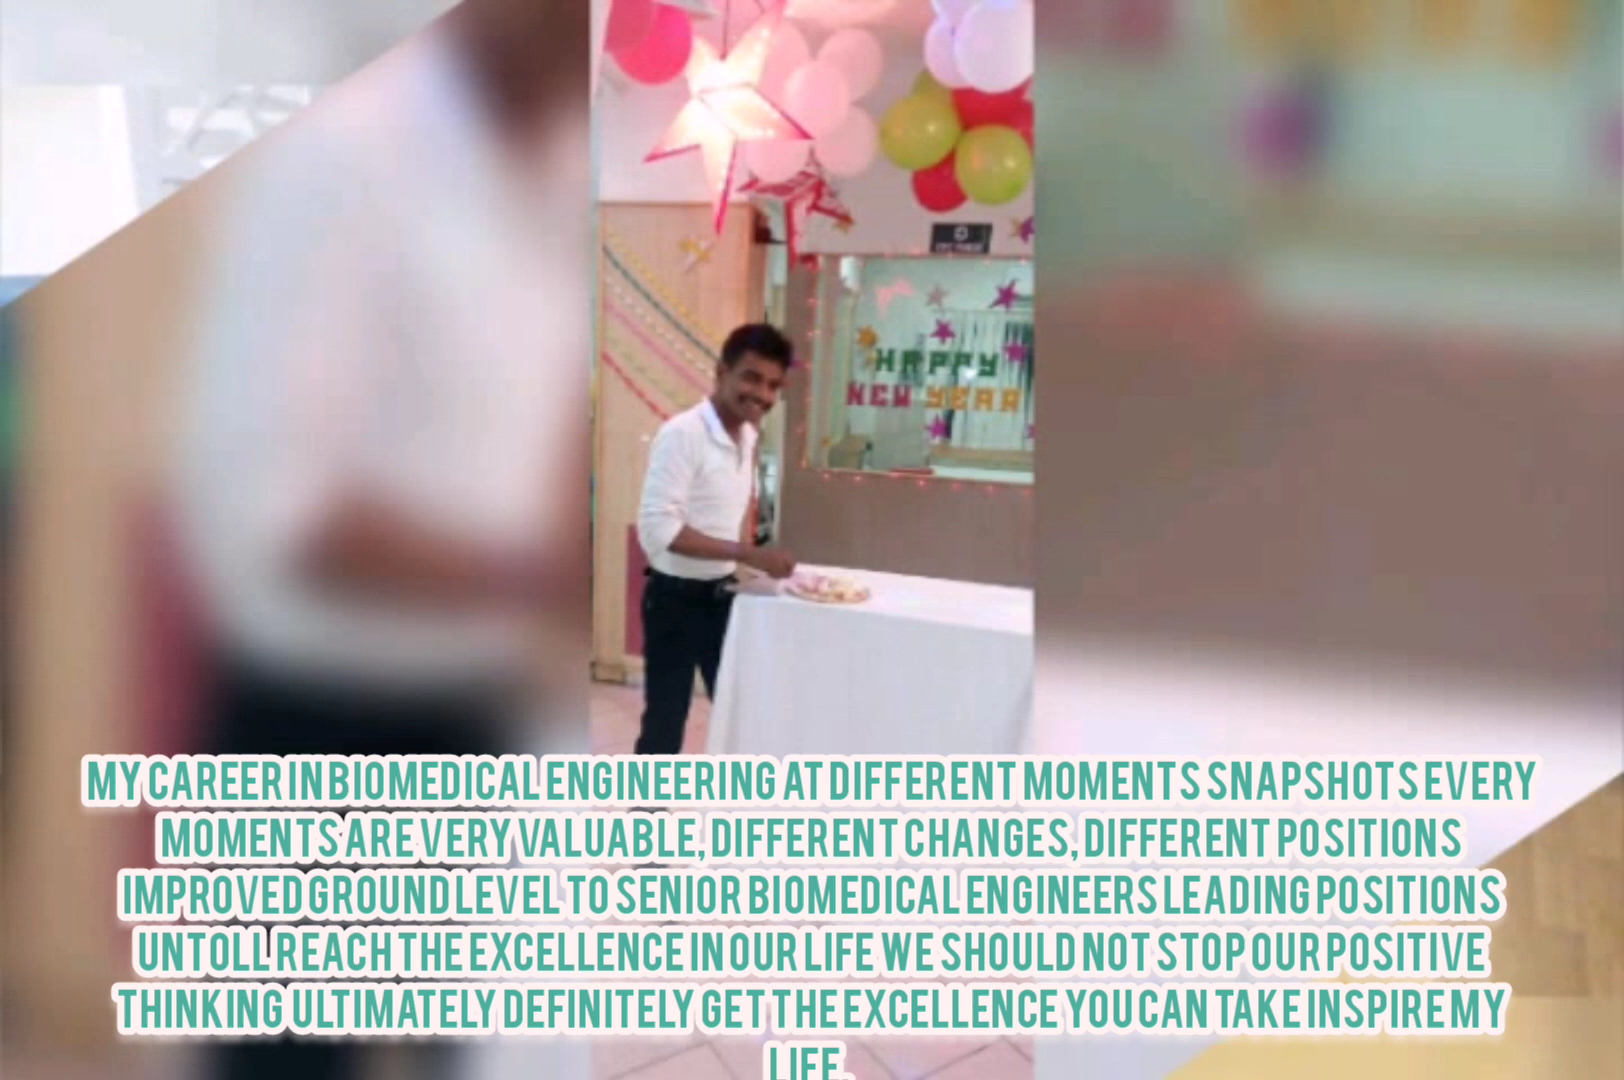 HAPPY
NEW YEAR
MY CAREER IN BIOMEDICAL ENGINEERING AT DIFFERENT MOMENTS SNAPSHOTS EVERY
MOMENTS ARE VERY VALUABLE, DIFFERENT CHANGES, DIFFERENT POSITIONS
IMPROVED GROUND LEVEL TO SENIOR BIOMEDICAL ENGINEERS LEADING POSITIONS
UNTOLL REACH THE EXCELLENCE IN OUR LIFE WE SHOULD NOT STOP OUR POSITIVE
THINKING ULTIMATELY DEFINITELY GET THE EXCELLENCE YOU CAN TAKE INSPIRE MY
LIFE.